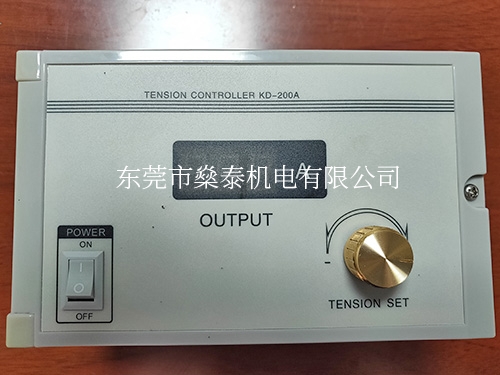 TENSION CONTROLLER KD-200A
A
东莞市燊泰机电有限公司
OUTPUT
POWER
ON
OFF
-
TENSION SET